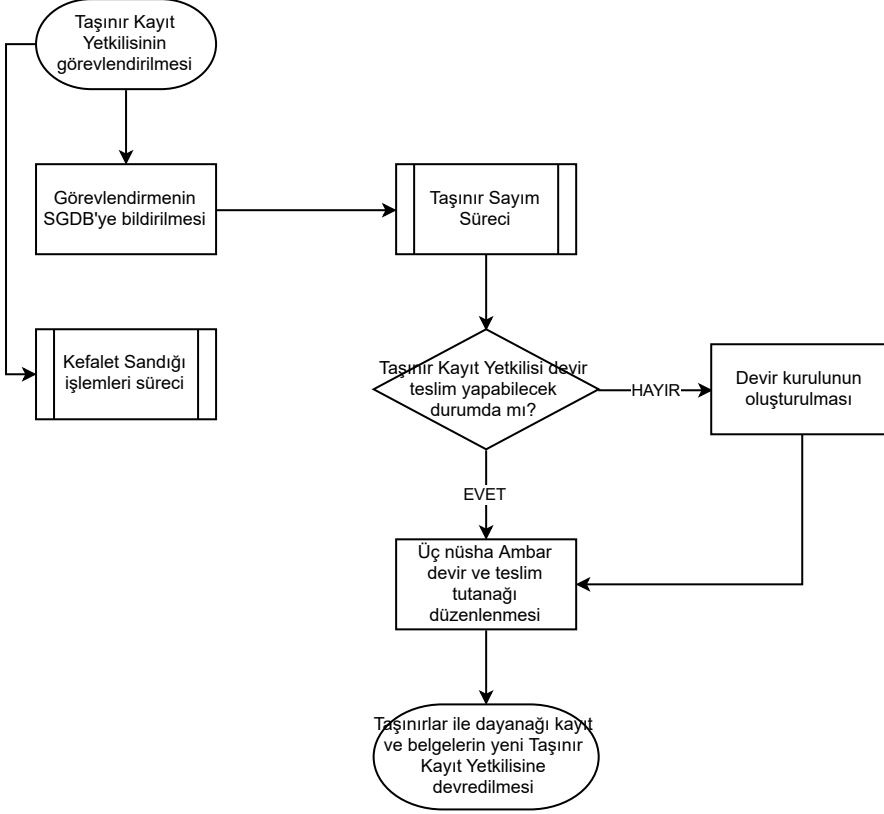 Taşınır Kayıt
Yetkilisinin
görevlendirilmesi
Görevlendirmenin
SGDB'ye bildirilmesi
Taşınır Sayım
Süreci
Kefalet Sandığı
işlemleri süreci
Taşınır Kayıt Yetkilisi devir
teslim yapabilecek
durumda mı?
HAYIR
Devir kurulunun
oluşturulması
EVET
Üç nüsha Ambar
devir ve teslim
tutanağı
düzenlenmesi
Taşınırlar ile dayanağı kayıt
ve belgelerin yeni Taşınır
Kayıt Yetkilisine
devredilmesi